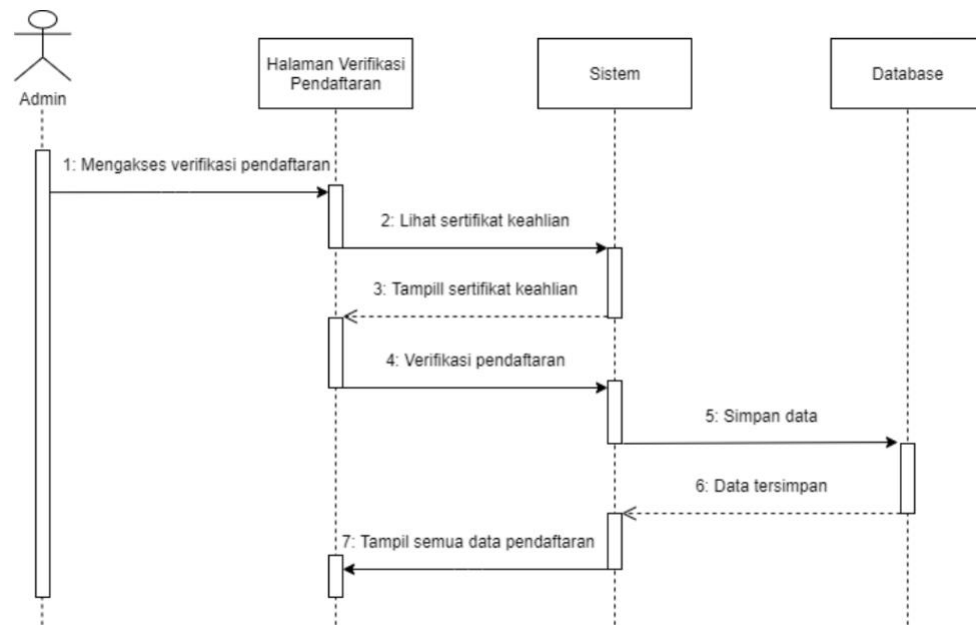 Admin
Halaman Verifikasi
Pendaftaran
Sistem
Database
1: Mengakses verifikasi pendaftaran
2: Lihat sertifikat keahlian
3: Tampill sertifikat keahlian
4: Verifikasi pendaftaran
5: Simpan data
6: Data tersimpan
7: Tampil semua data pendaftaran